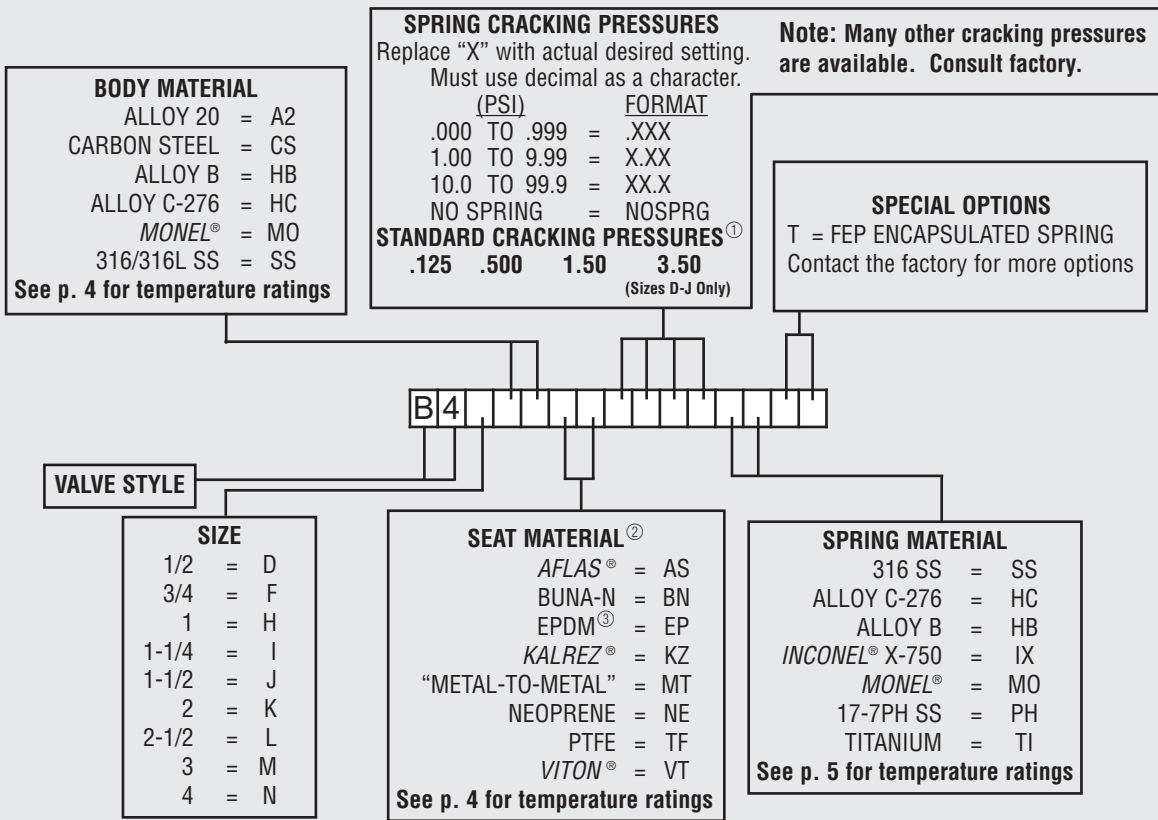 SPRING CRACKING PRESSURES
Replace “X” with actual desired setting.
Must use decimal as a character.
(PSI) FORMAT
.000 TO .999 = .XXX
1.00 TO 9.99 = X.XX
10.0 TO 99.9 = XX.X
NO SPRING = NOSPRG
STANDARD CRACKING PRESSURES①
.125 .500 1.50 3.50
(Sizes D-J Only)
Note: Many other cracking pressures
are available. Consult factory.
BODY MATERIAL
ALLOY 20 = A2
CARBON STEEL = CS
ALLOY B = HB
ALLOY C-276 = HC
MONEL® = MO
316/316L SS = SS
See p. 4 for temperature ratings
SPECIAL OPTIONS
T = FEP ENCAPSULATED SPRING
Contact the factory for more options
B 4
VALVE STYLE
SIZE
1/2 = D
3/4 = F
1 = H
1-1/4 = I
1-1/2 = J
2 = K
2-1/2 = L
3 = M
4 = N
SEAT MATERIAL②
AFLAS® = AS
BUNA-N = BN
EPDM③ = EP
KALREZ® = KZ
“METAL-TO-METAL” = MT
NEOPRENE = NE
PTFE = TF
VITON® = VT
See p. 4 for temperature ratings
SPRING MATERIAL
316 SS = SS
ALLOY C-276 = HC
ALLOY B = HB
INCONEL® X-750 = IX
MONEL® = MO
17-7PH SS = PH
TITANIUM = TI
See p. 5 for temperature ratings